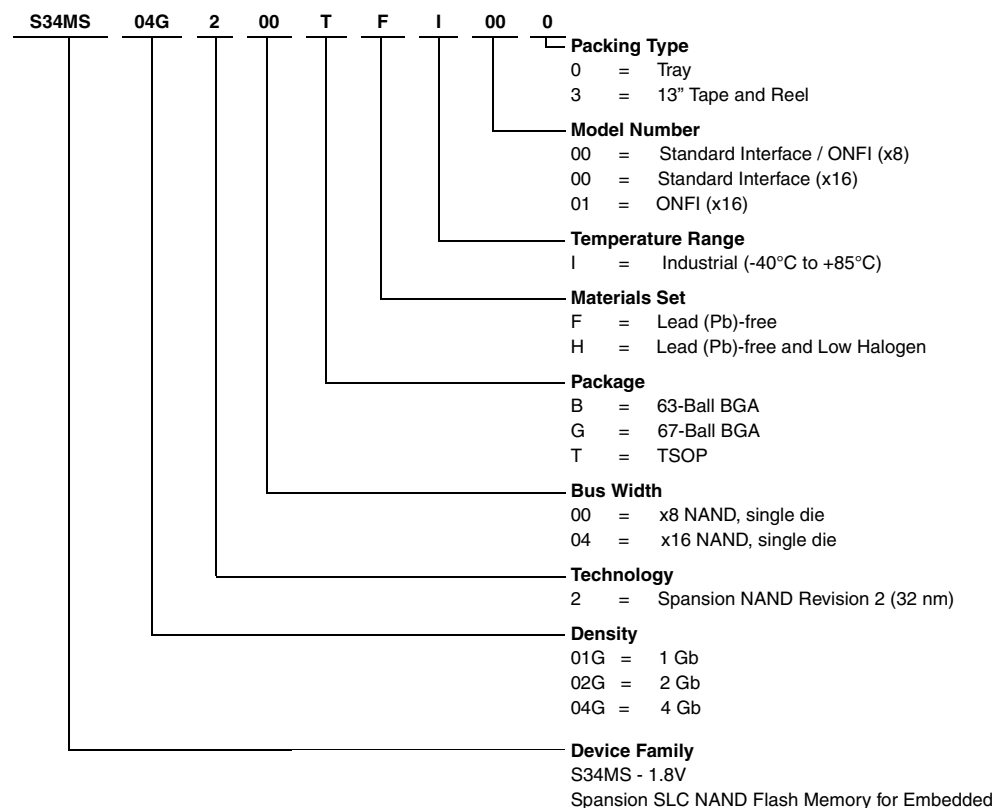 S34MS 04G 2 00 T F I 00 0
Packing Type
0 = Tray
3 = 13” Tape and Reel
Model Number
00 = Standard Interface / ONFI (x8)
00 = Standard Interface (x16)
01 = ONFI (x16)
Temperature Range
I = Industrial (-40°C to +85°C)
Materials Set
F = Lead (Pb)-free
H = Lead (Pb)-free and Low Halogen
Package
B = 63-Ball BGA
G = 67-Ball BGA
T = TSOP
Bus Width
00 = x8 NAND, single die
04 = x16 NAND, single die
Technology
2 = Spansion NAND Revision 2 (32 nm)
Density
01G = 1 Gb
02G = 2 Gb
04G = 4 Gb
Device Family
S34MS - 1.8V
Spansion SLC NAND Flash Memory for Embedded